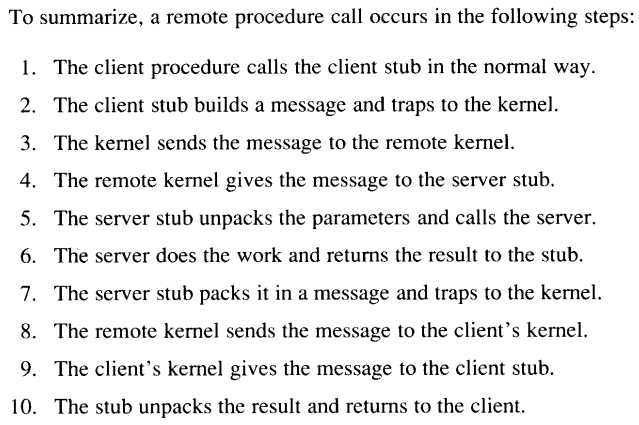 To summarize, a remote procedure call occurs in the following steps:
1. The client procedure calls the client stub in the normal way.
2. The client stub builds a message and traps to the kernel.
3. The kernel sends the message to the remote kernel.
4. The remote kernel gives the message to the server stub.
5. The server stub unpacks the parameters and calls the server.
6. The server does the work and returns the result to the stub.
7. The server stub packs it in a message and traps to the kernel.
8. The remote kernel sends the message to the client's kernel.
9. The client's kernel gives the message to the client stub.
10. The stub unpacks the result and returns to the client.